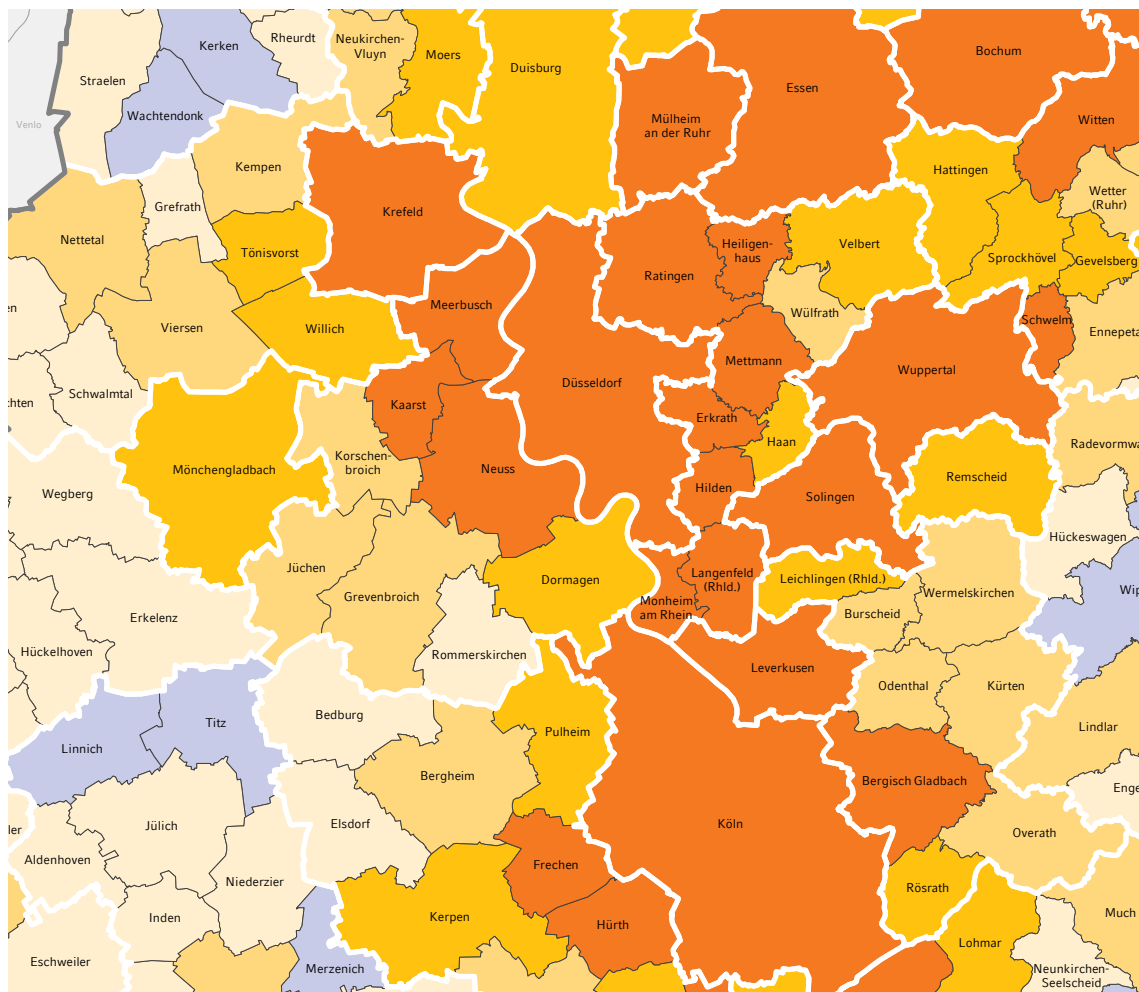 Kerken
Rheurdt
Neukirchen-
Vluyn
Moers
Duisburg
Bochum
Straelen
Essen
Wachtendonk
Venlo
Mülheim
an der Ruhr
Witten
Kempen
Hattingen
Wetter
(Ruhr)
Grefrath
Krefeld
Nettetal
Tönisvorst
Heiligen-
haus
Velbert
Sprockhövel
Gevelsberg
Ratingen
en
Meerbusch
Viersen
Willich
Wülfrath
Schwelm
Ennepeta
Mettmann
Wuppertal
Düsseldorf
Schwalmtal
chten
Kaarst
Erkrath
Haan
Radevormwa
Korschen-
broich
Mönchengladbach
Neuss
Remscheid
Wegberg
Hilden
Solingen
Hückeswagen
Jüchen
Dormagen
Langenfeld
(Rhld.)
Leichlingen (Rhld.)
Wip
Grevenbroich
Monheim
am Rhein
Wermelskirchen
Burscheid
Erkelenz
Hückelhoven
Rommerskirchen
Leverkusen
Odenthal
Kürten
Bedburg
Titz
Lindlar
Linnich
Pulheim
Bergheim
Bergisch Gladbach
Enge
Elsdorf
Köln
Jülich
ler
Overath
Aldenhoven
Frechen
Niederzier
Rösrath
Inden
Kerpen
Hürth
Much
Lohmar
Eschweiler
Merzenich
Neunkirchen-
Seelscheid